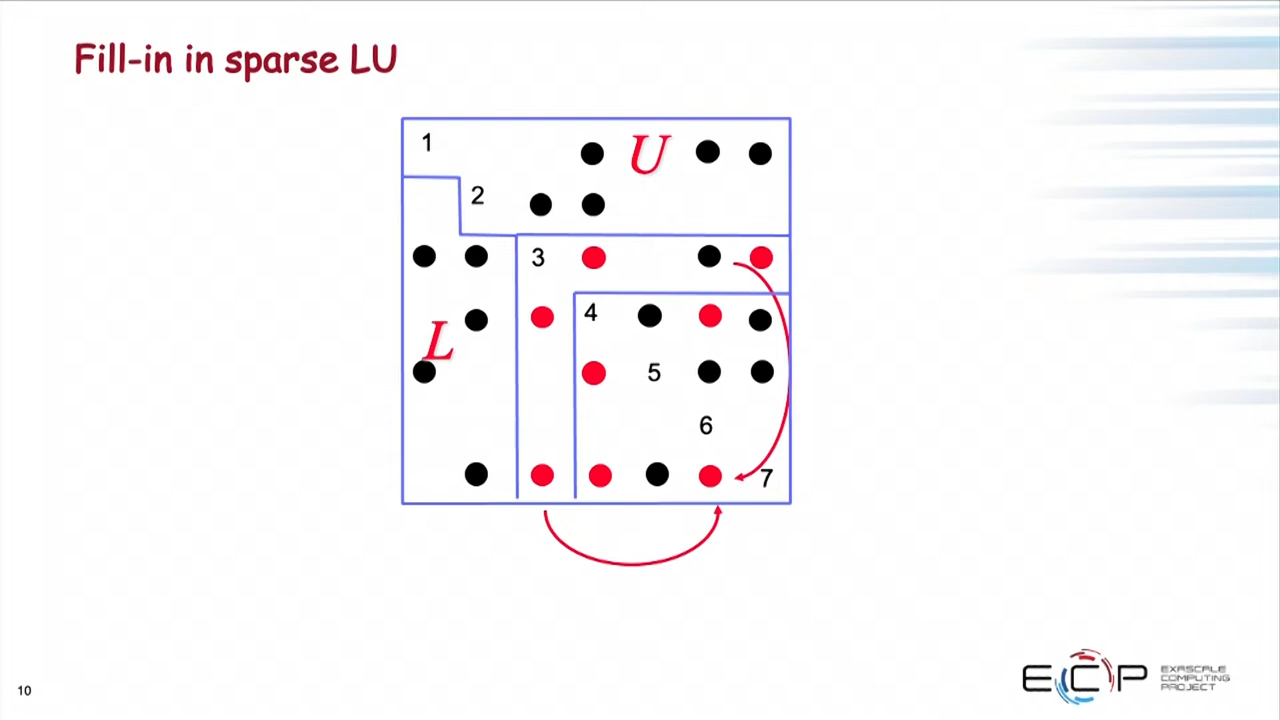 Fill-in in sparse LU
1
U
2
3
4
L
5
6
7
10
ECP
EXASCALE
COMPUTING
PROJECT